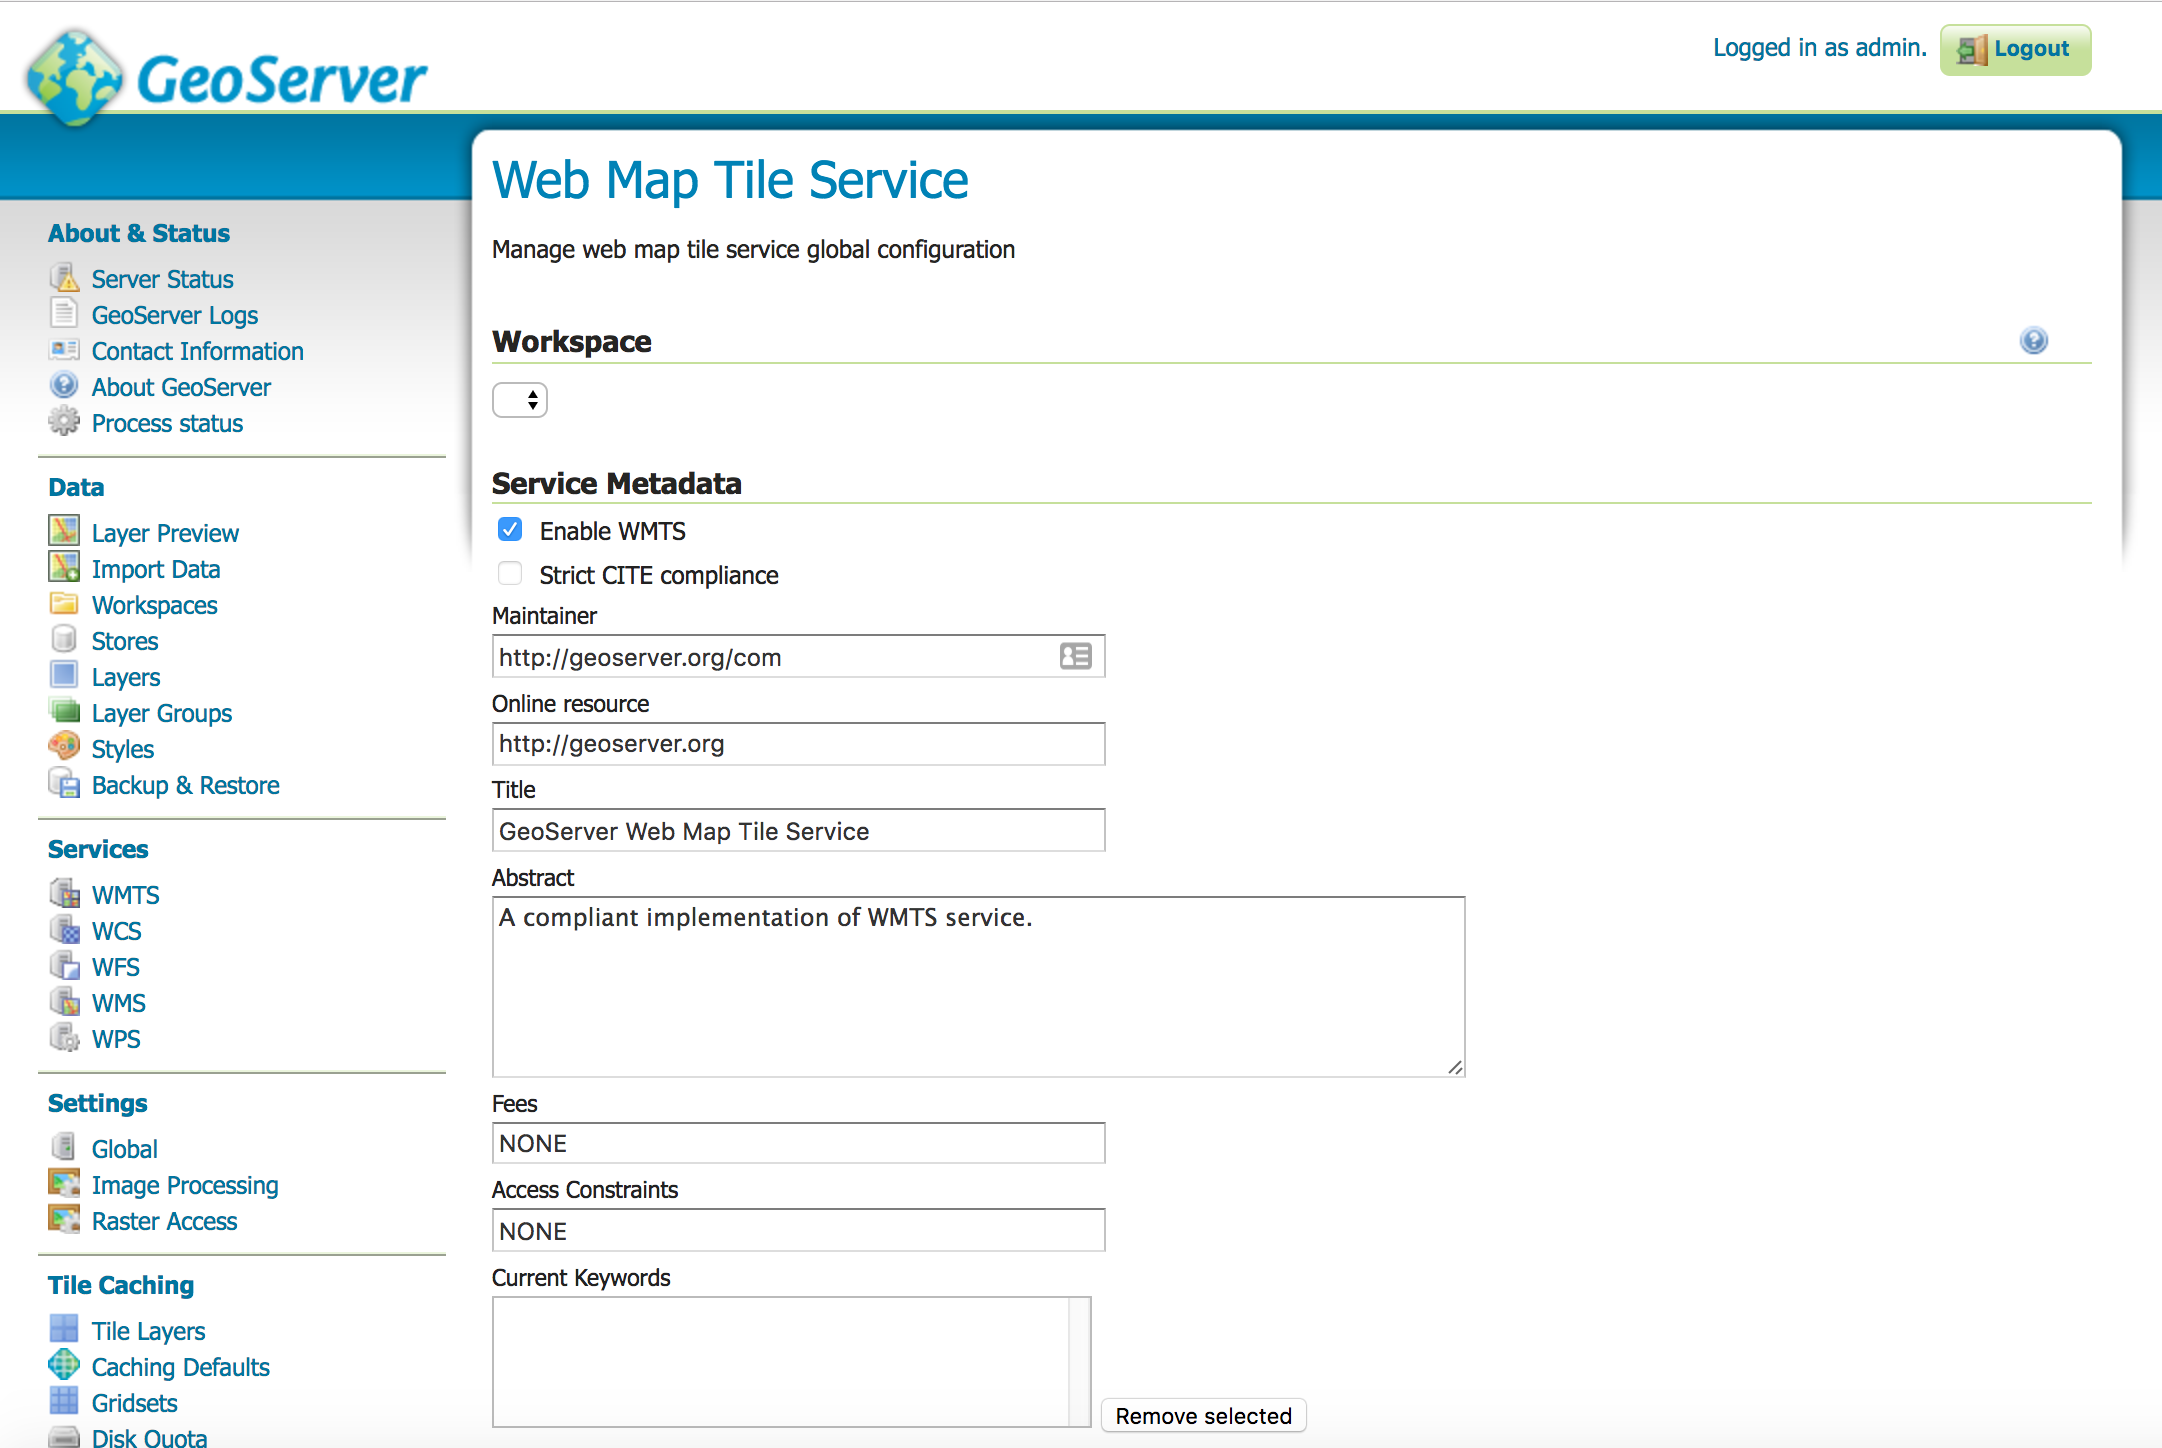 GeoServer
Logged in as admin.
Logout
About & Status
Server Status
GeoServer Logs
Contact Information
About GeoServer
Process status
Data
Layer Preview
Import Data
Workspaces
Stores
Layers
Layer Groups
Styles
Backup & Restore
Services
WMTS
WCS
WFS
WMS
WPS
Settings
Global
Image Processing
Raster Access
Tile Caching
Tile Layers
Caching Defaults
Gridsets
Disk Quota
Web Map Tile Service
Manage web map tile service global configuration
Workspace
Service Metadata
Enable WMTS
Strict CITE compliance
Maintainer
http://geoserver.org/com
Online resource
http://geoserver.org
Title
GeoServer Web Map Tile Service
Abstract
A compliant implementation of WMTS service.
Fees
NONE
Access Constraints
NONE
Current Keywords
Remove selected